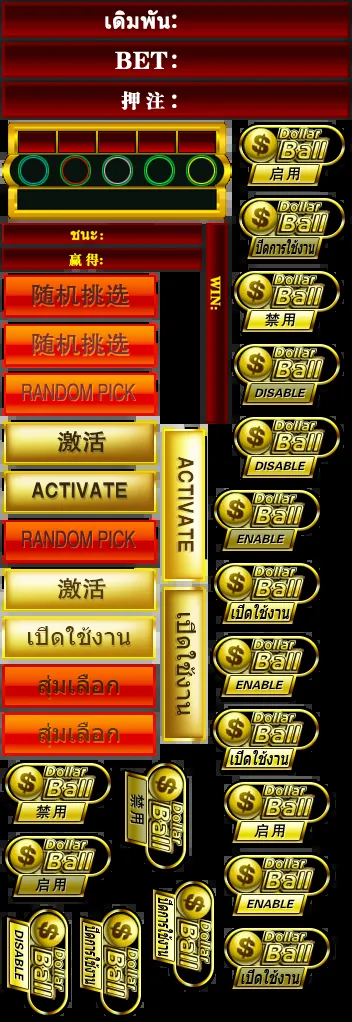 เดิมพัน:
BET:
押注:
Dollar
Ball
启用
Dollar
Ball
ปิดการใช้งาน
ชนะ:
赢得:
WIN:
Dollar
Ball
禁用
随机挑选
随机挑选
RANDOM PICK
Dollar
Ball
DISABLE
激活
ACTIVATE
ACTIVATE
Dollar
Ball
DISABLE
RANDOM PICK
Dollar
Ball
ENABLE
激活
เปิดใช้งาน
เปิดใช้งาน
Dollar
Ball
เปิดใช้งาน
สุ่มเลือก
สุ่มเลือก
Dollar
Ball
ENABLE
Dollar
Ball
เปิดใช้งาน
Dollar
Ball
禁用
Dollar
Ball
禁用
Dollar
Ball
启用
Dollar
Ball
启用
Dollar
Ball
ENABLE
Dollar
Ball
DISABLE
Dollar
Ball
ปิดการใช้งาน
Dollar
Ball
ปิดการใช้งาน
Dollar
Ball
เปิดใช้งาน